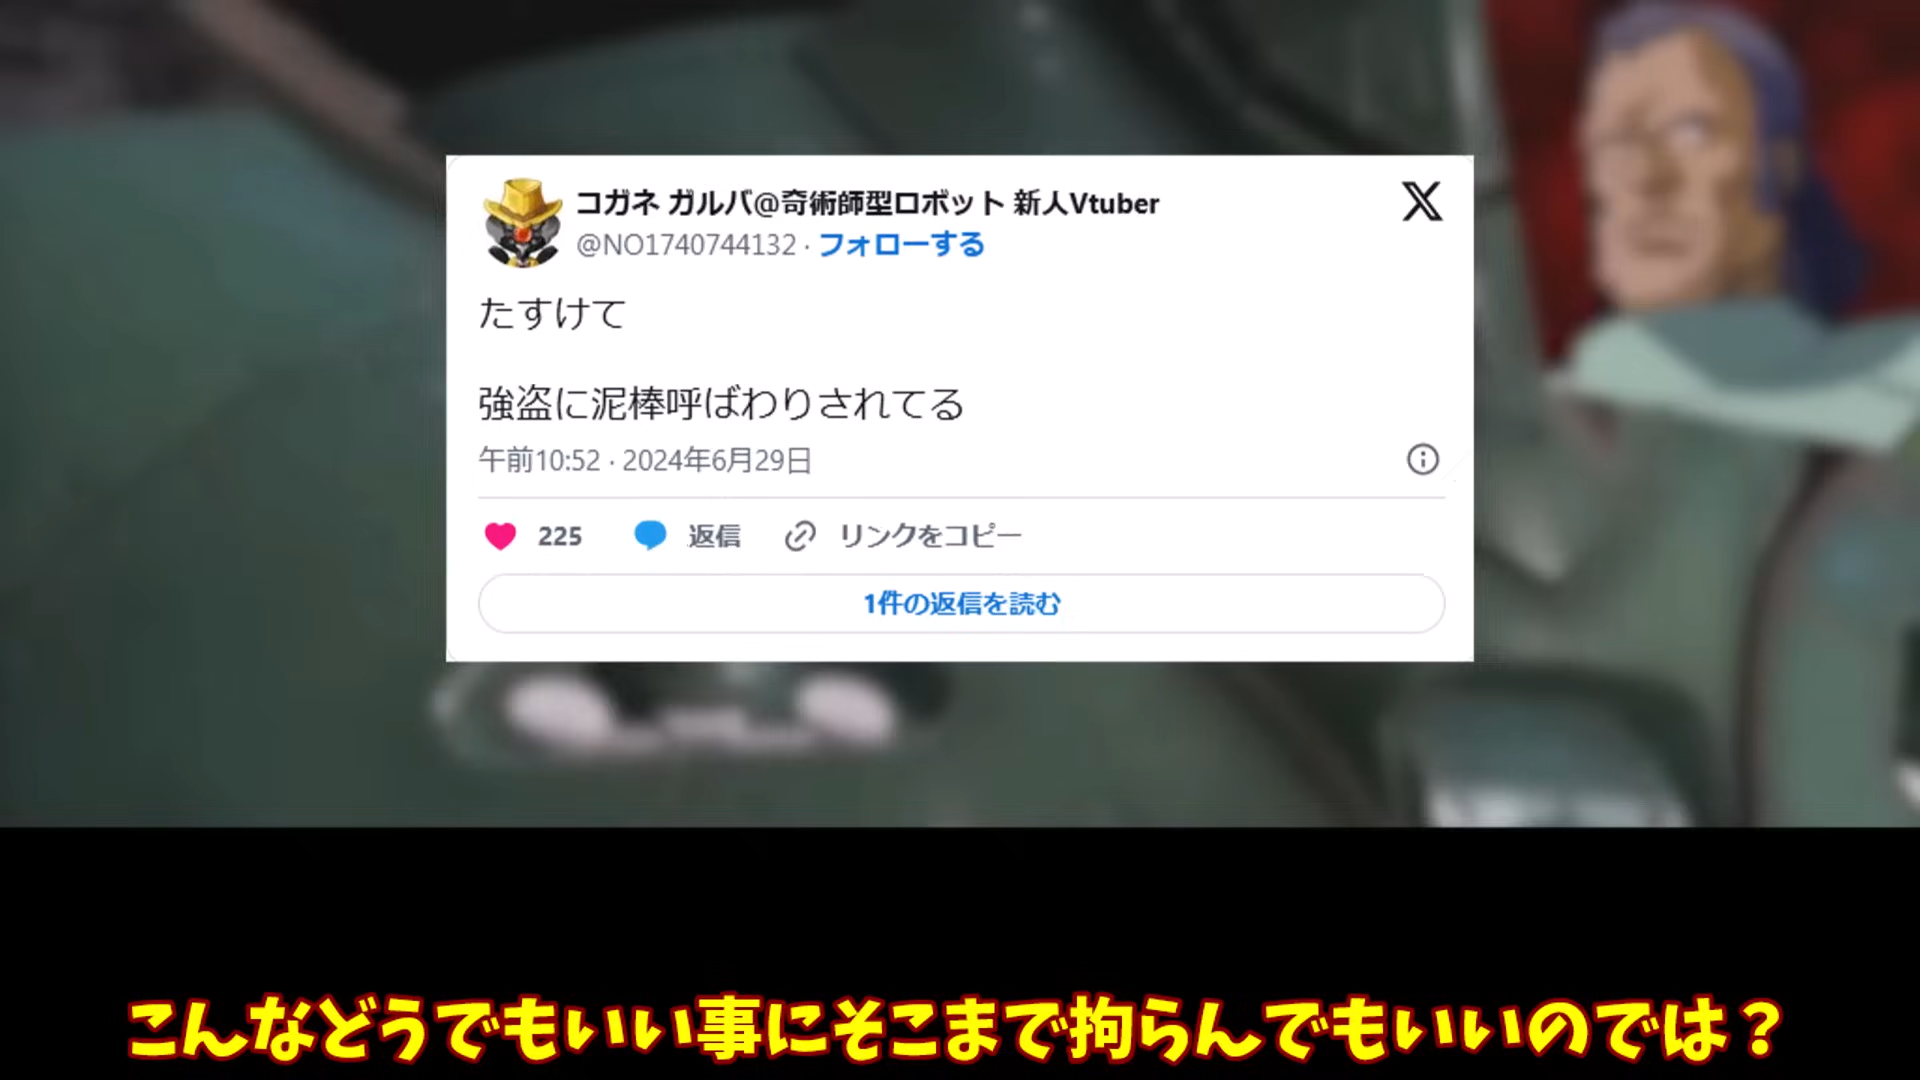 コガネ ガルバ@奇術師型ロボット 新人Vtuber
@NO1740744132 · フォローする
たすけて
強盗に泥棒呼ばわりされてる
午前10:52 · 2024年6月29日
225 返信 リンクをコピー
1件の返信を読む
こんなどうでもいい事にそこまで拘らんでもいいのでは？